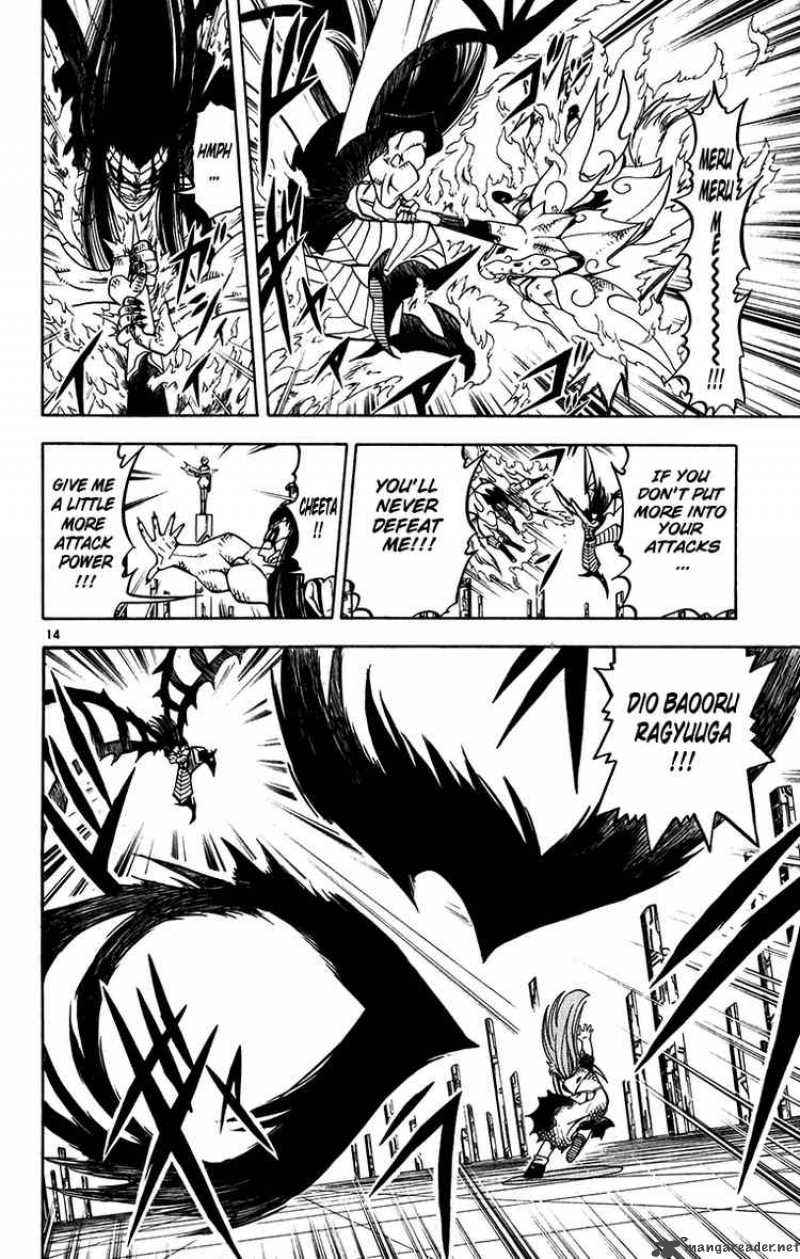 MERU
MERU
ME~~~~~~!!!
HMPH
...
IF YOU
DON'T PUT
MORE INTO
YOUR
ATTACKS
...
YOU'LL
NEVER
DEFEAT
ME!!!
CHEETA
!!
GIVE ME
A LITTLE
MORE
ATTACK
POWER
!!!
14
DIO BAOORU
RAGYUUGA
!!!
mangareader.net